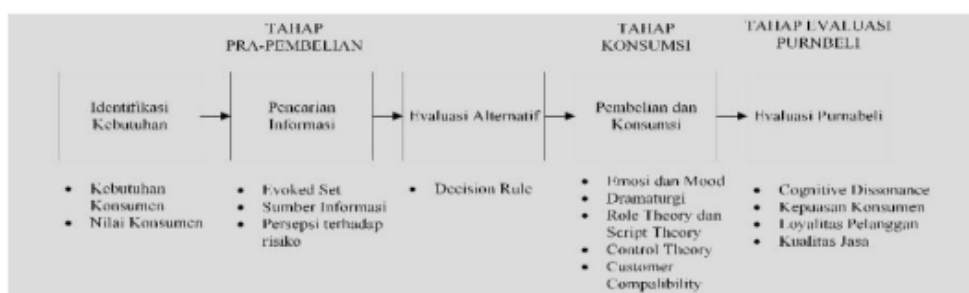 TAHAP
PRA-PEMBELIAN
TAHAP
KONSUMSI
TAHAP EVALUASI
PURNBELI
Identifikasi
Kebutuhan
Pencarian
Informasi
Evaluasi Alternatif
Pembelian dan
Konsumsi
Evaluasi Purnabeli
• Kebutuhan
Konsumen
• Nilai Konsumen
• Evoked Set
• Sumber Informasi
• Persepsi terhadap
risiko
• Decision Rule
• Emosi dan Mood
• Dramaturgi
• Role Theory dan
Script Theory
• Control Theory
• Customer
Compatibility
• Cognitive Dissonance
• Kepuasan Konsumen
• Loyalitas Pelanggan
• Kualitas Jasa